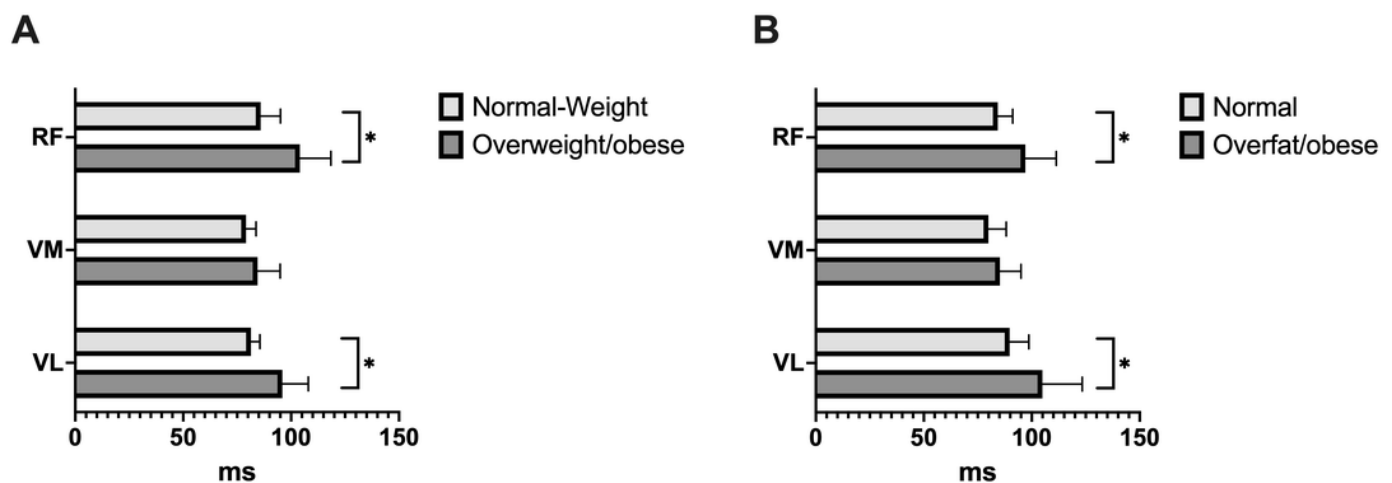 A
RF
VM
VL
*
*
Normal-Weight
Overweight/obese
0 50 100 150
ms
B
RF
VM
VL
*
*
Normal
Overfat/obese
0 50 100 150
ms